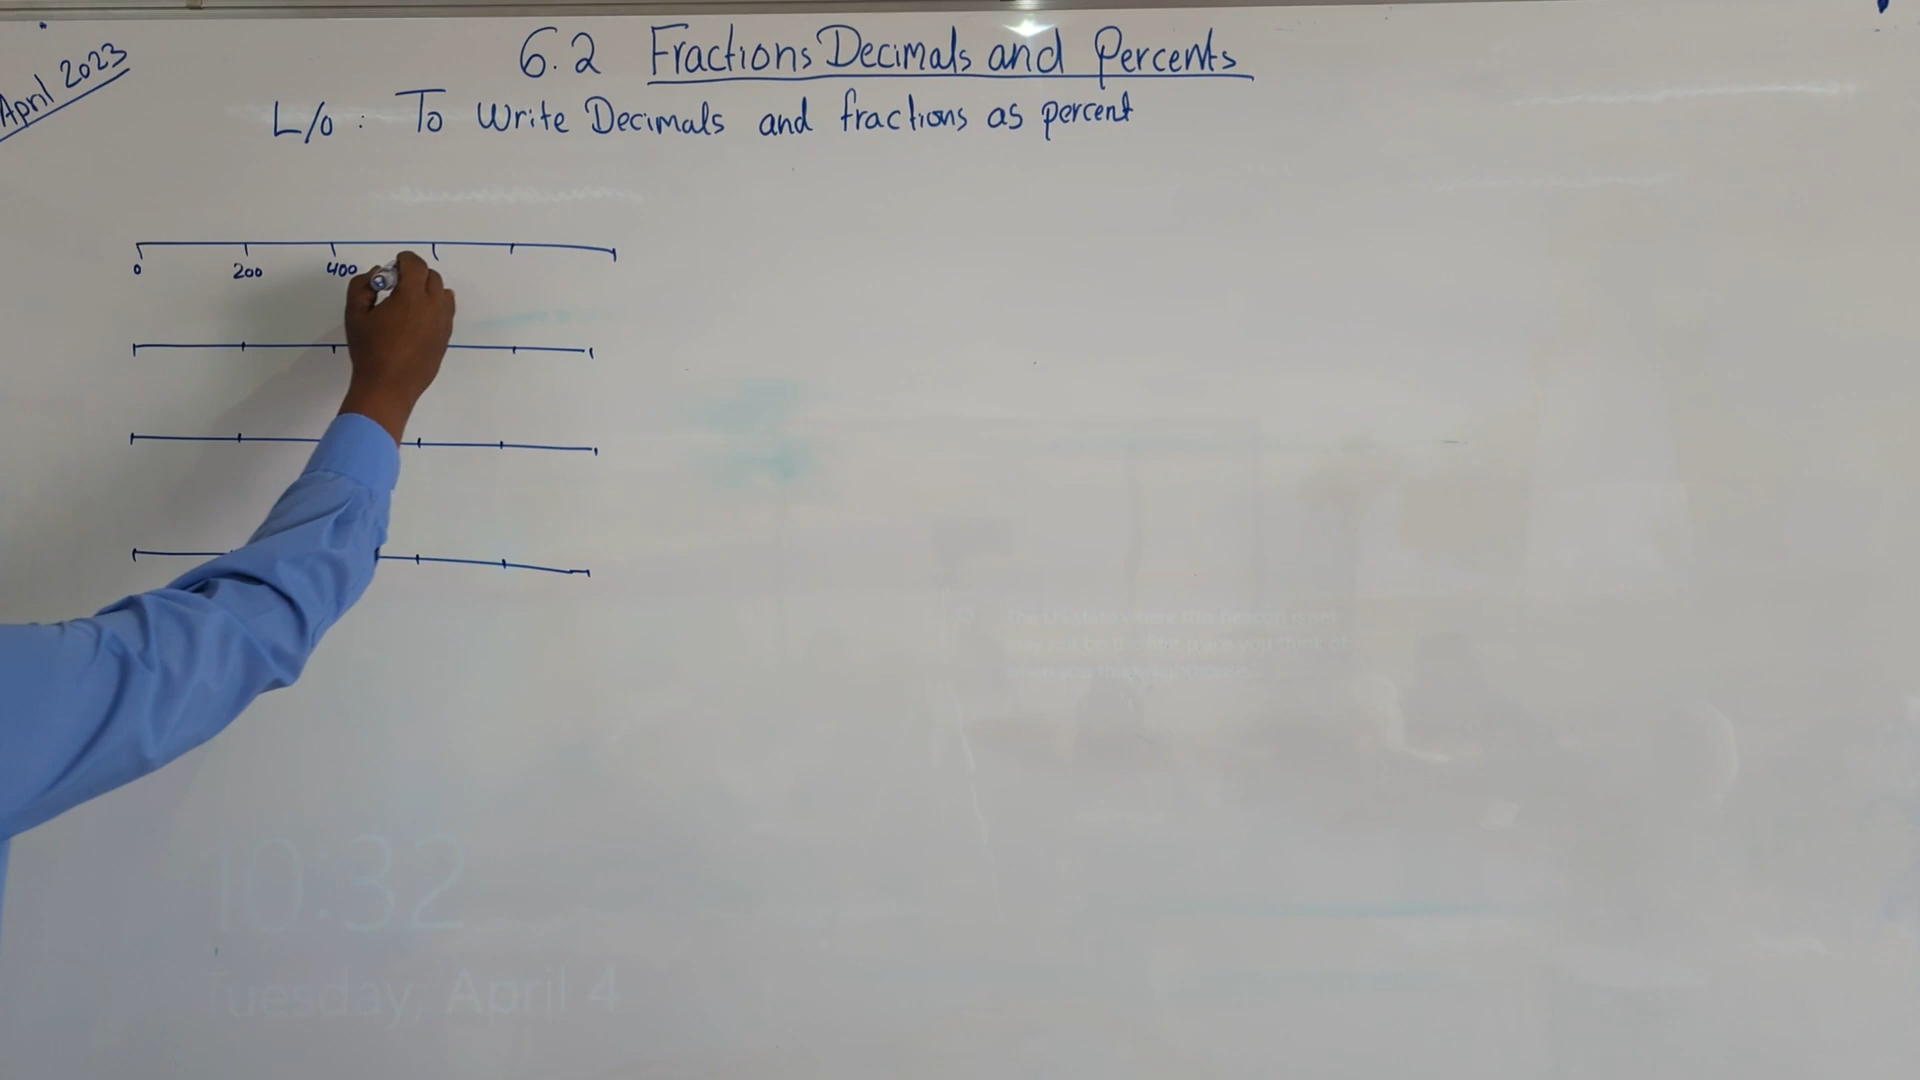 April 2023
6.2 Fractions Decimals and Percents
L/o : To Write Decimals and fractions as percent
0 200 400
10:32
Tuesday, April 4